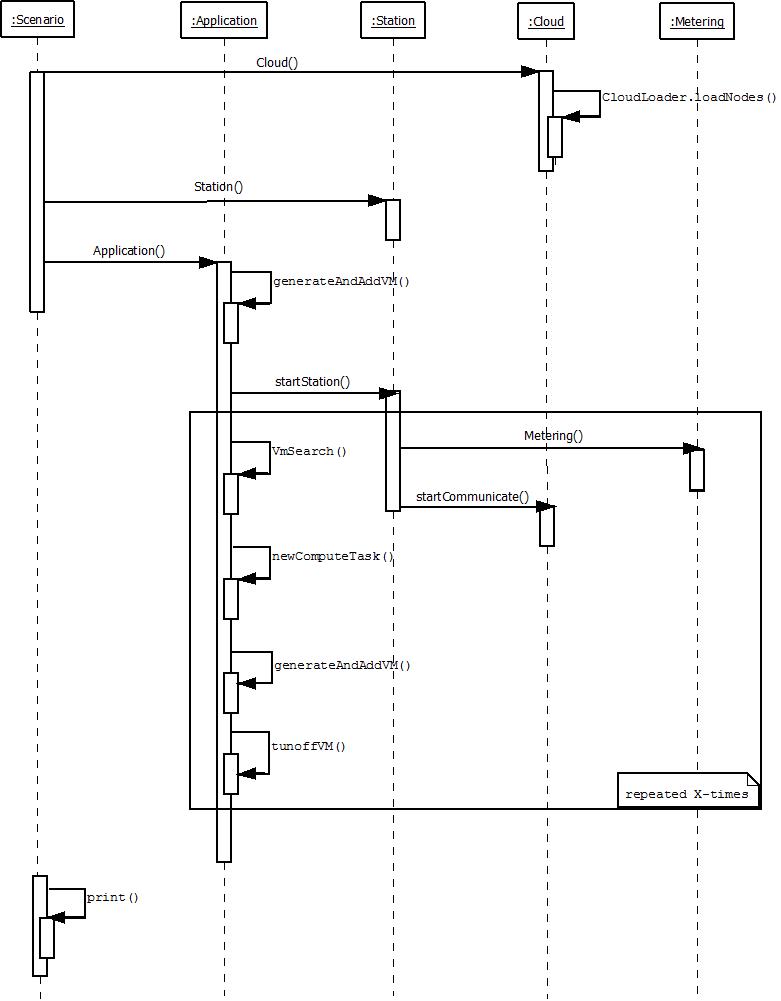 :Scenario
:Application
:Station
:Cloud
:Metering
Cloud()
CloudLoader.loadNodes()
Station()
Application()
generateAndAddVM()
startStation()
Metering()
VmSearch()
startCommunicate()
newComputeTask()
generateAndAddVM()
tunoffVM()
repeated X-times
print()